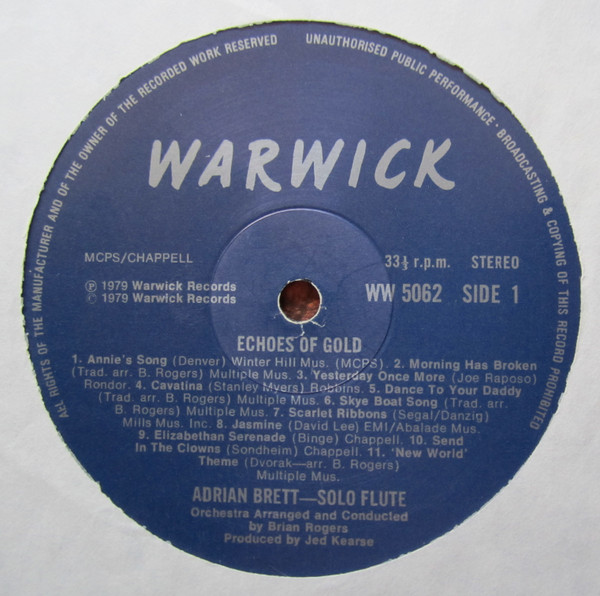 ALL RIGHTS OF THE MANUFACTURER AND OF THE OWNER OF THE RECORDED WORK RESERVED
UNAUTHORISED PUBLIC PERFORMANCE · BROADCASTING & COPYING OF THIS RECORD PROHIBITED
WARWICK
MCPS/CHAPPELL
33⅓ r.p.m. STEREO
℗ 1979 Warwick Records
© 1979 Warwick Records
WW 5062 SIDE 1
ECHOES OF GOLD
1. Annie's Song (Denver) Winter Hill Mus. (MCPS). 2. Morning Has Broken
(Trad. arr. B. Rogers) Multiple Mus. 3. Yesterday Once More (Joe Raposo)
Rondor. 4. Cavatina (Stanley Myers) Robbins. 5. Dance To Your Daddy
(Trad. arr. B. Rogers) Multiple Mus. 6. Skye Boat Song (Trad. arr.
B. Rogers) Multiple Mus. 7. Scarlet Ribbons (Segal/Danzig)
Mills Mus. Inc. 8. Jasmine (David Lee) EMI/Abalade Mus.
9. Elizabethan Serenade (Binge) Chappell. 10. Send
In The Clowns (Sondheim) Chappell. 11. 'New World'
Theme (Dvorak—arr. B. Rogers)
Multiple Mus.
ADRIAN BRETT—SOLO FLUTE
Orchestra Arranged and Conducted
by Brian Rogers
Produced by Jed Kearse